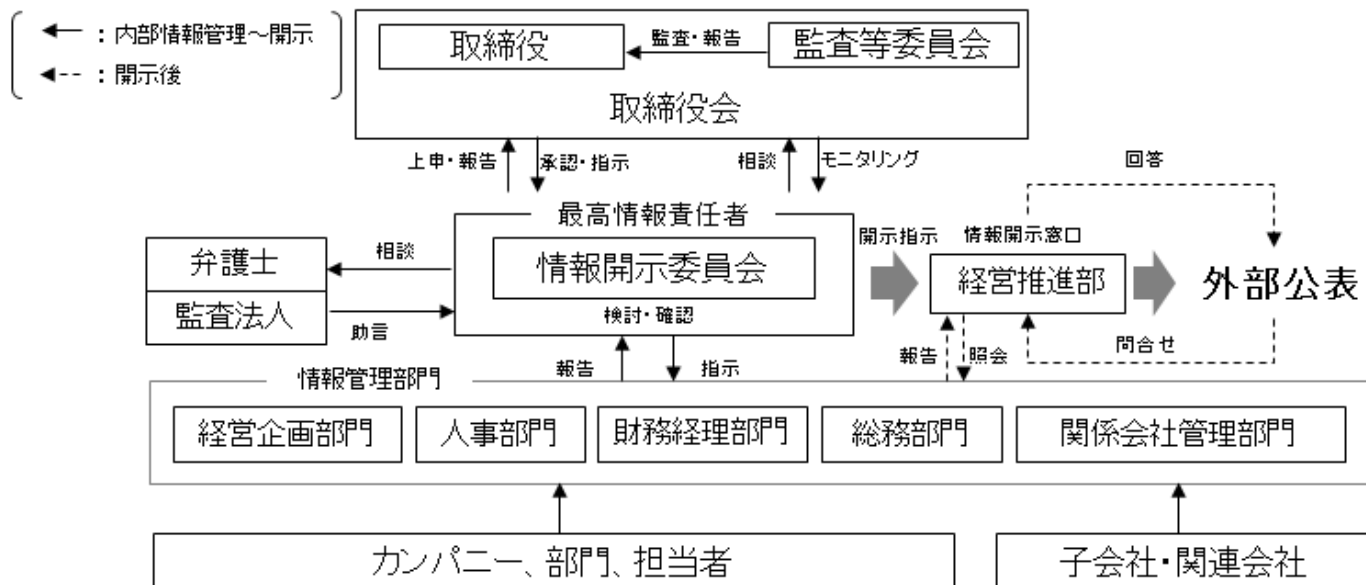 ：内部情報管理～開示
：開示後
取締役
監査・報告
監査等委員会
取締役会
上申・報告
承認・指示
相談
モニタリング
回答
最高情報責任者
情報開示委員会
検討・確認
弁護士
監査法人
相談
助言
開示指示
情報開示窓口
経営推進部
外部公表
問合せ
報告
指示
報告
照会
情報管理部門
経営企画部門
人事部門
財務経理部門
総務部門
関係会社管理部門
カンパニー、部門、担当者
子会社・関連会社